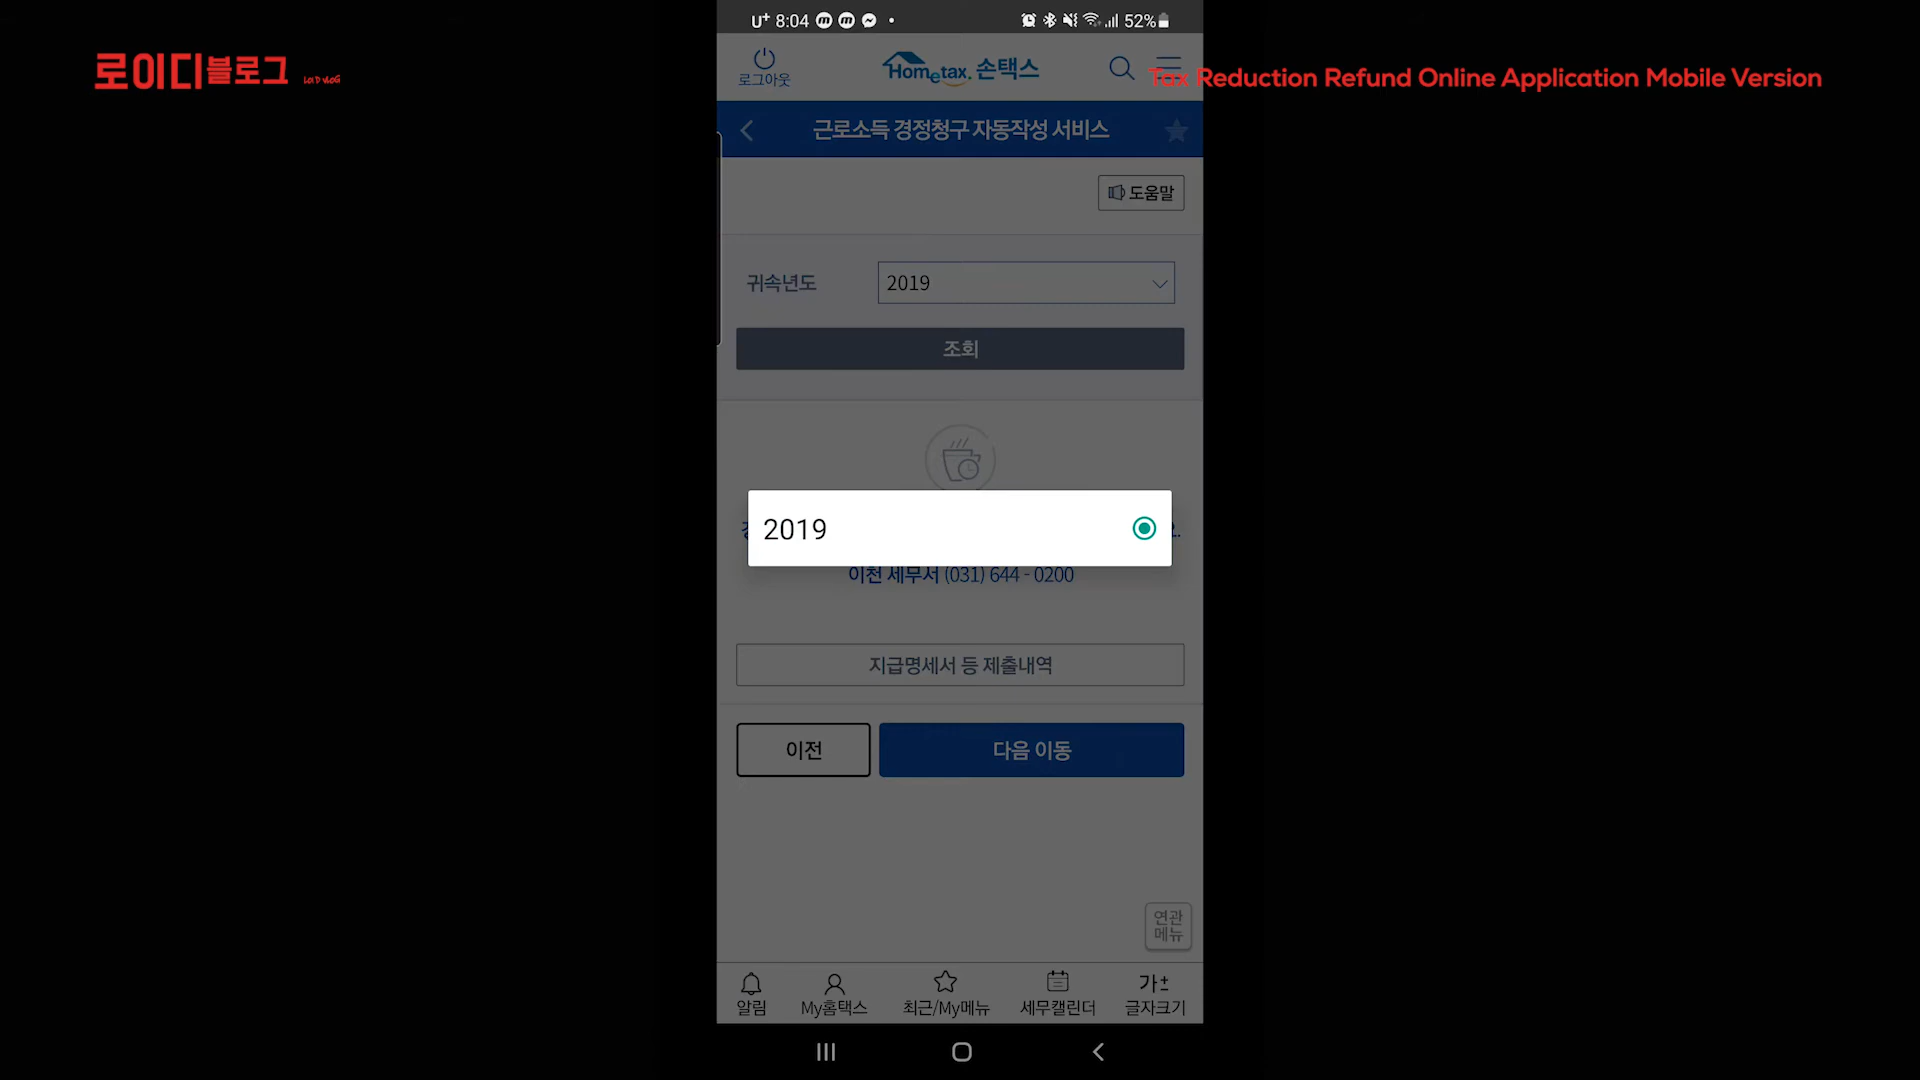 U+ 8:04 52%
로이디블로그 LOID VLOG
Tax Reduction Refund Online Application Mobile Version
로그아웃
Hometax. 손택스
근로소득 경정청구 자동작성 서비스
도움말
귀속년도 2019
조회
2019
이천 세무서 (031) 644 - 0200
지급명세서 등 제출내역
이전 다음 이동
연관
메뉴
알림 My홈택스 최근/My메뉴 세무캘린더 가± 글자크기